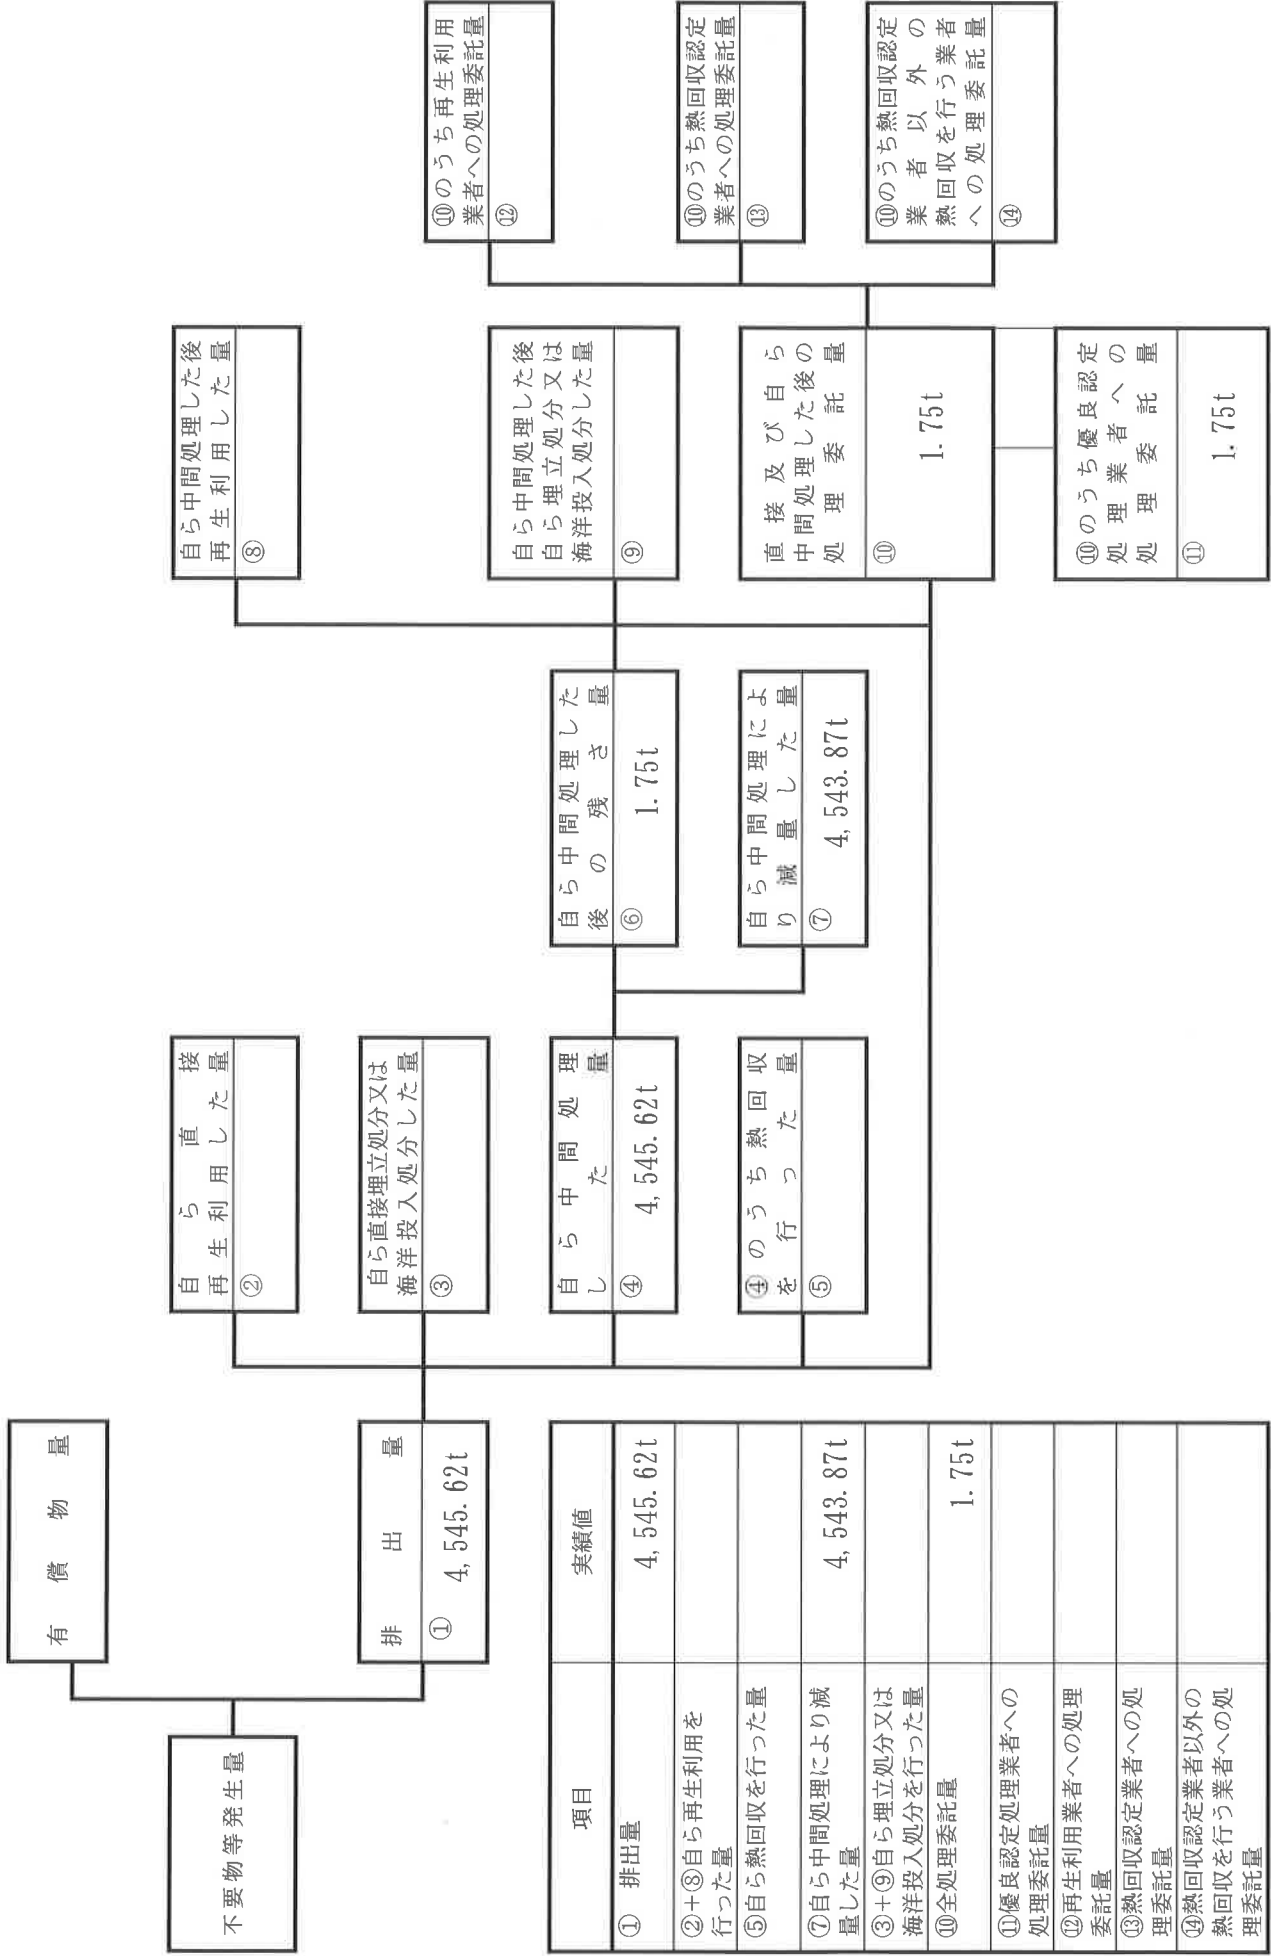 不要物等発生量
有償物量
排出量
① 4,545.62t
自ら直接
再生利用した量
②
自ら直接埋立処分又は
海洋投入処分した量
③
自ら中間処理
した量
④ 4,545.62t
④のうち熱回収
を行った量
⑤
自ら中間処理した
後の残さ量
⑥ 1.75t
自ら中間処理によ
り減量した量
⑦ 4,543.87t
自ら中間処理した後
再生利用した量
⑧
自ら中間処理した後
自ら埋立処分又は
海洋投入処分した量
⑨
直接及び自ら
中間処理した後の
処理委託量
⑩ 1.75t
⑩のうち優良認定
処理業者への
処理委託量
⑪ 1.75t
⑩のうち再生利用
業者への処理委託量
⑫
⑩のうち熱回収認定
業者への処理委託量
⑬
⑩のうち熱回収認定
業者以外の
熱回収を行う業者
への処理委託量
⑭
項目 実績値
① 排出量 4,545.62t
②+⑧自ら再生利用を
行った量
⑤自ら熱回収を行った量
⑦自ら中間処理により減
量した量 4,543.87t
③+⑨自ら埋立処分又は
海洋投入処分を行った量
⑩全処理委託量 1.75t
⑪優良認定処理業者への
処理委託量
⑫再生利用業者への処理
委託量
⑬熱回収認定業者への処
理委託量
⑭熱回収認定業者以外の
熱回収を行う業者への処
理委託量